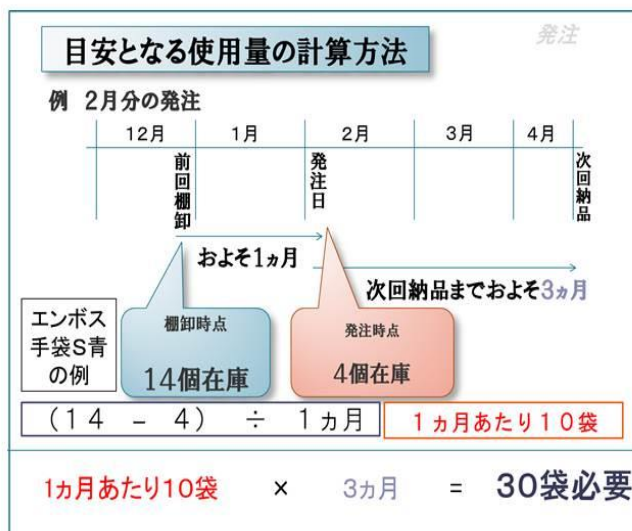 発注
目安となる使用量の計算方法
例 2月分の発注
12月 1月 2月 3月 4月
前回棚卸
発注日
次回納品
およそ1ヵ月
次回納品までおよそ3ヵ月
エンボス
手袋S青
の例
棚卸時点
14個在庫
発注時点
4個在庫
(14 － 4) ÷ 1ヵ月
1ヵ月あたり10袋
1ヵ月あたり10袋 × 3ヵ月 = 30袋必要